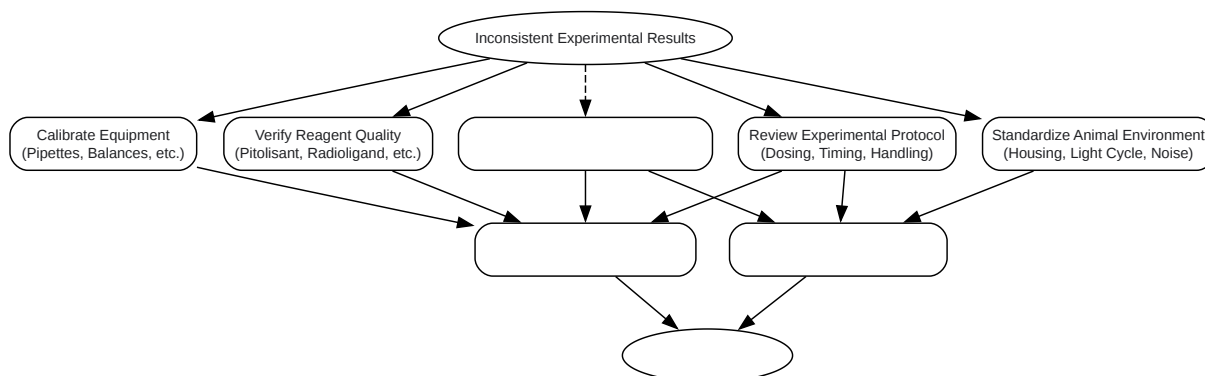 Inconsistent Experimental Results
Calibrate Equipment
(Pipettes, Balances, etc.)
Verify Reagent Quality
(Pitolisant, Radioligand, etc.)
Review Experimental Protocol
(Dosing, Timing, Handling)
Standardize Animal Environment
(Housing, Light Cycle, Noise)